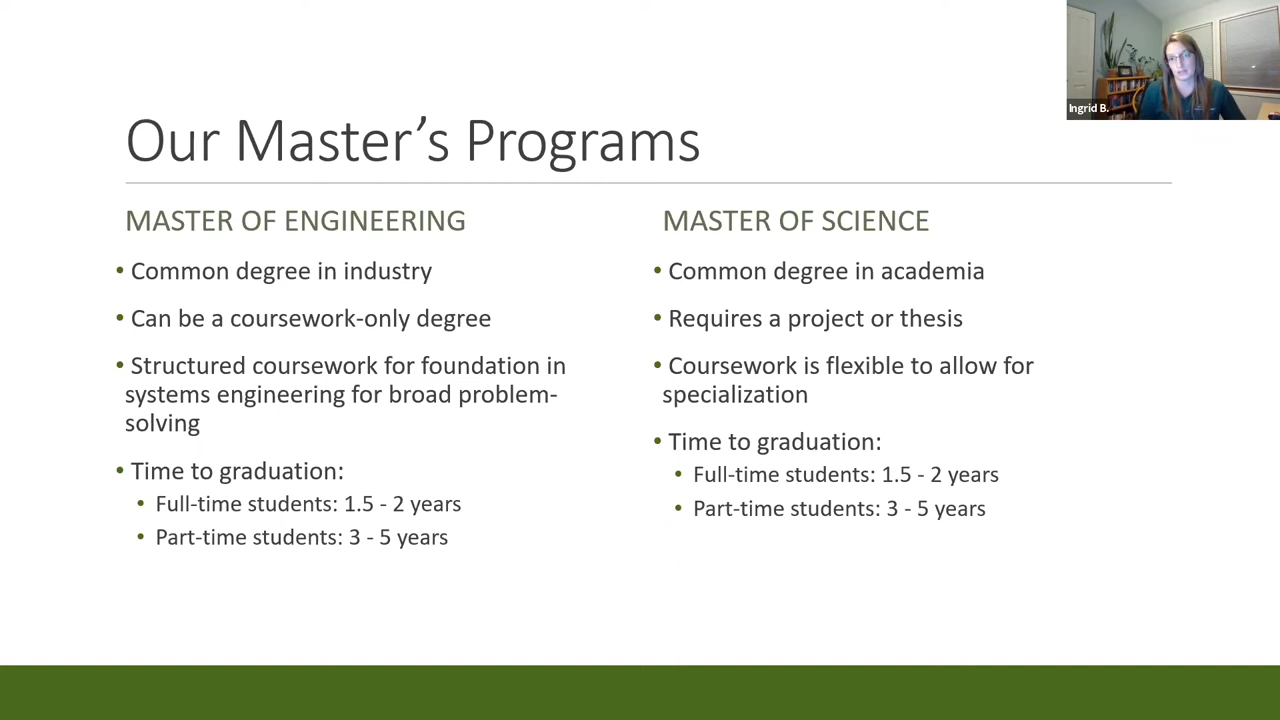 Ingrid B.
Our Master's Programs
MASTER OF ENGINEERING
• Common degree in industry
• Can be a coursework-only degree
• Structured coursework for foundation in
systems engineering for broad problem-
solving
• Time to graduation:
• Full-time students: 1.5 - 2 years
• Part-time students: 3 - 5 years
MASTER OF SCIENCE
• Common degree in academia
• Requires a project or thesis
• Coursework is flexible to allow for
specialization
• Time to graduation:
• Full-time students: 1.5 - 2 years
• Part-time students: 3 - 5 years